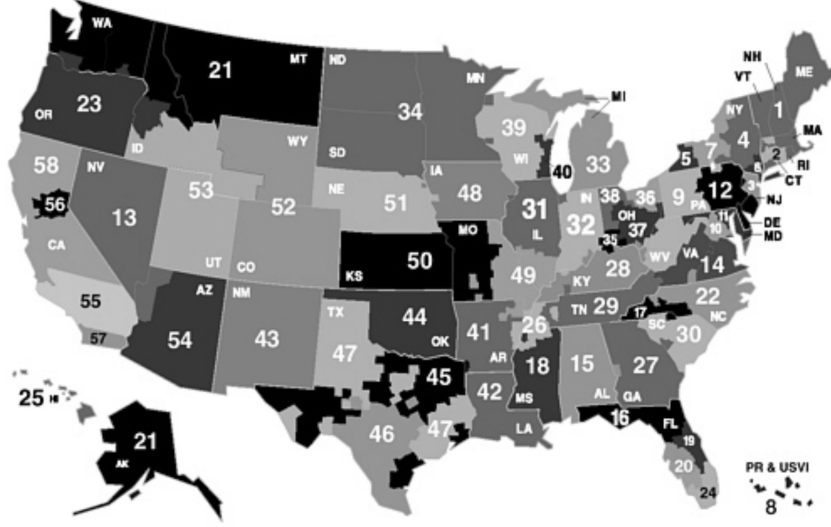 WA
21
MT
ND
MN
NH
VT
ME
OR
23
34
MI
NY
1
MA
ID
WY
SD
39
WI
40
33
5
7
4
2
RI
CT
58
NV
53
IA
48
6
56
NE
51
52
31
IL
IN
32
38
36
OH
37
35
9
PA
12
3
NJ
13
CA
UT
CO
KS
50
MO
49
KY
28
WV
VA
14
11
10
DE
MD
55
57
AZ
54
NM
43
TX
47
44
OK
41
AR
26
TN
29
17
22
NC
SC
30
18
MS
15
AL
27
GA
45
42
LA
46
47
16
FL
19
20
24
25 HI
21
AK
PR & USVI
8